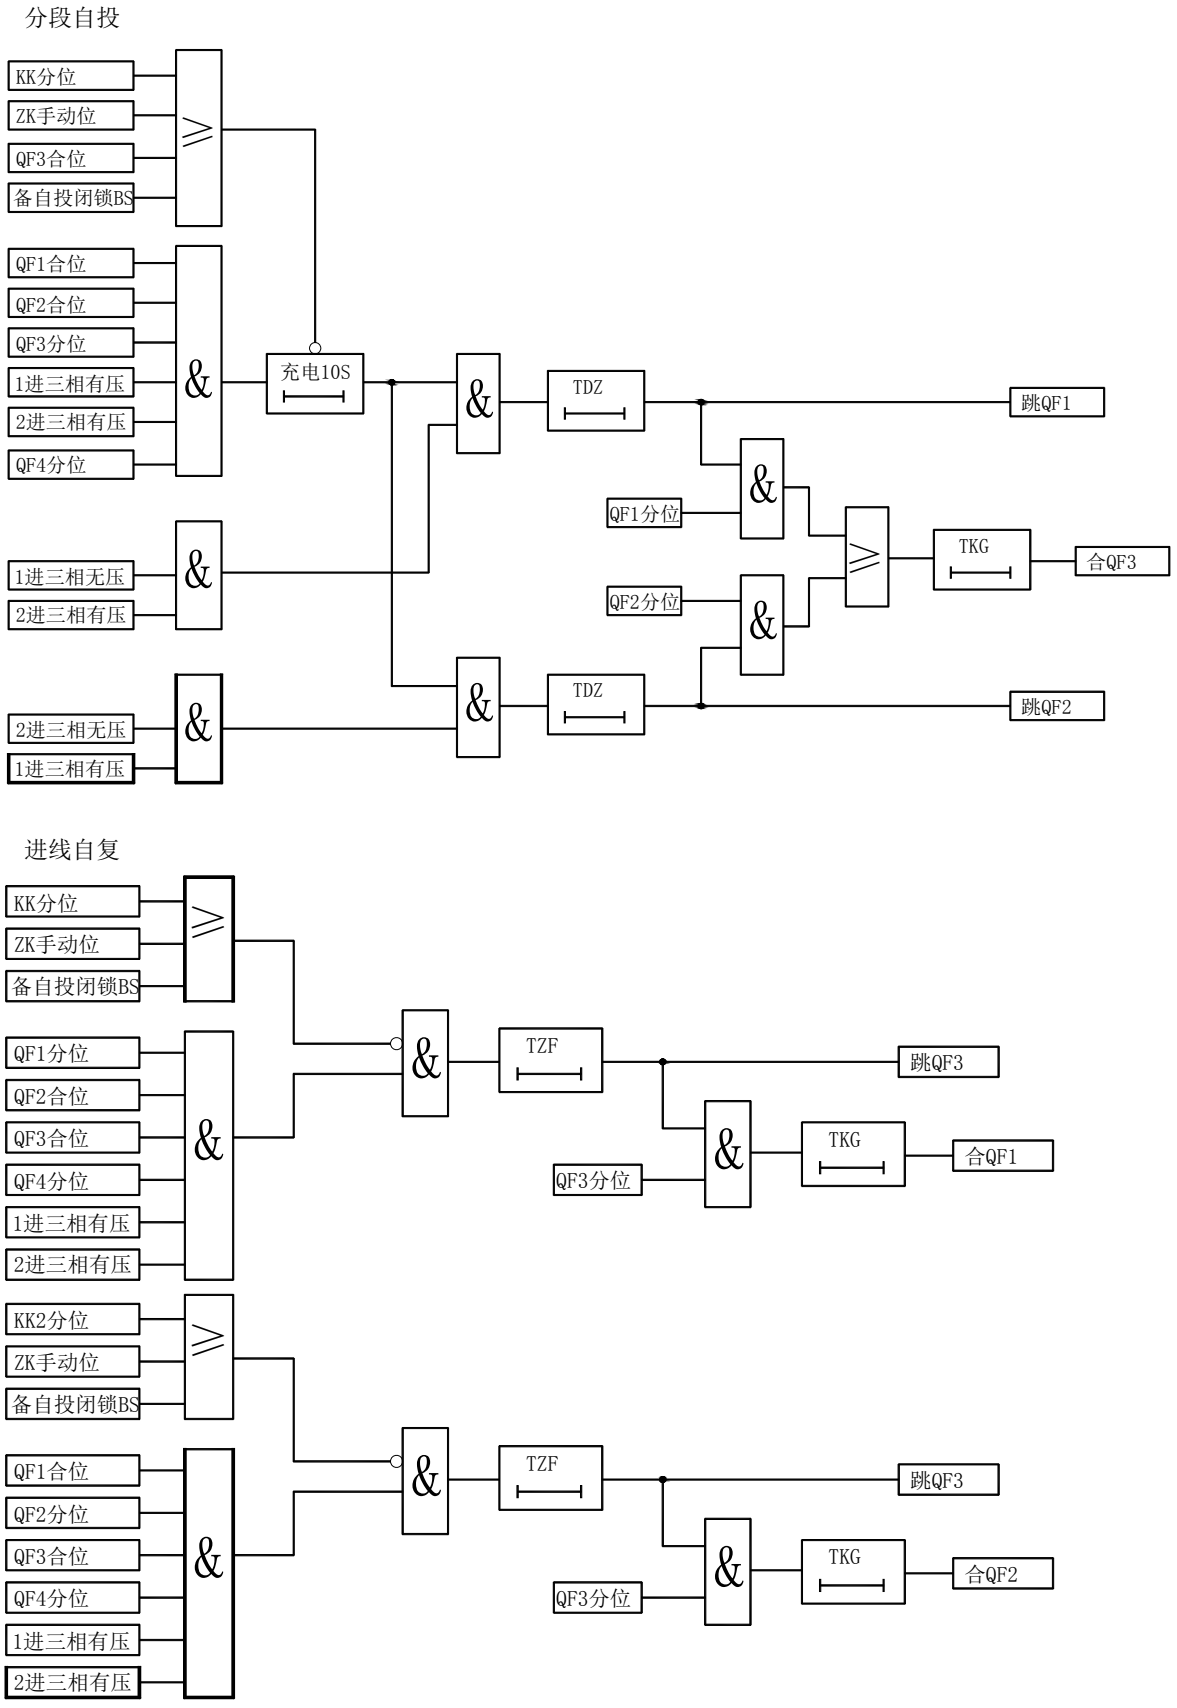 分段自投
KK分位
ZK手动位
≥
QF3合位
备自投闭锁BS
QF1合位
QF2合位
QF3分位
1进三相有压
&
充电10S
2进三相有压
QF4分位
&
TDZ
跳QF1
&
QF1分位
1进三相无压
&
2进三相有压
≥
TKG
合QF3
QF2分位
&
2进三相无压
&
1进三相有压
&
TDZ
跳QF2
进线自复
KK分位
≥
ZK手动位
备自投闭锁BS
QF1分位
QF2合位
QF3合位
&
QF4分位
1进三相有压
2进三相有压
&
TZF
跳QF3
QF3分位
&
TKG
合QF1
KK2分位
≥
ZK手动位
备自投闭锁BS
QF1合位
QF2分位
QF3合位
&
QF4分位
1进三相有压
2进三相有压
&
TZF
跳QF3
QF3分位
&
TKG
合QF2